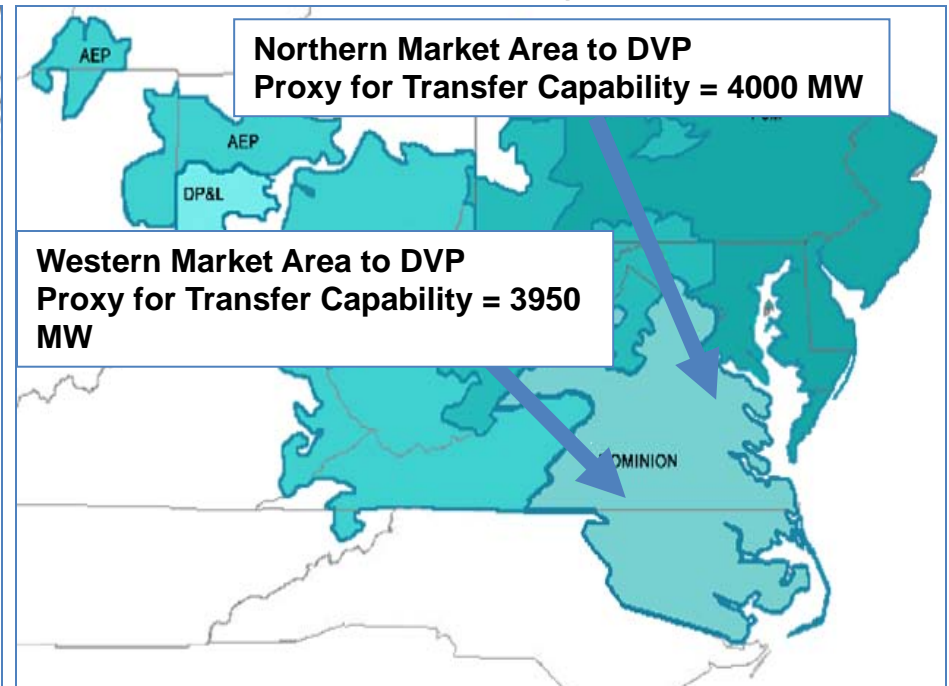 AEP
Northern Market Area to DVP
Proxy for Transfer Capability = 4000 MW
AEP
DP&L
Western Market Area to DVP
Proxy for Transfer Capability = 3950
MW
OMINION